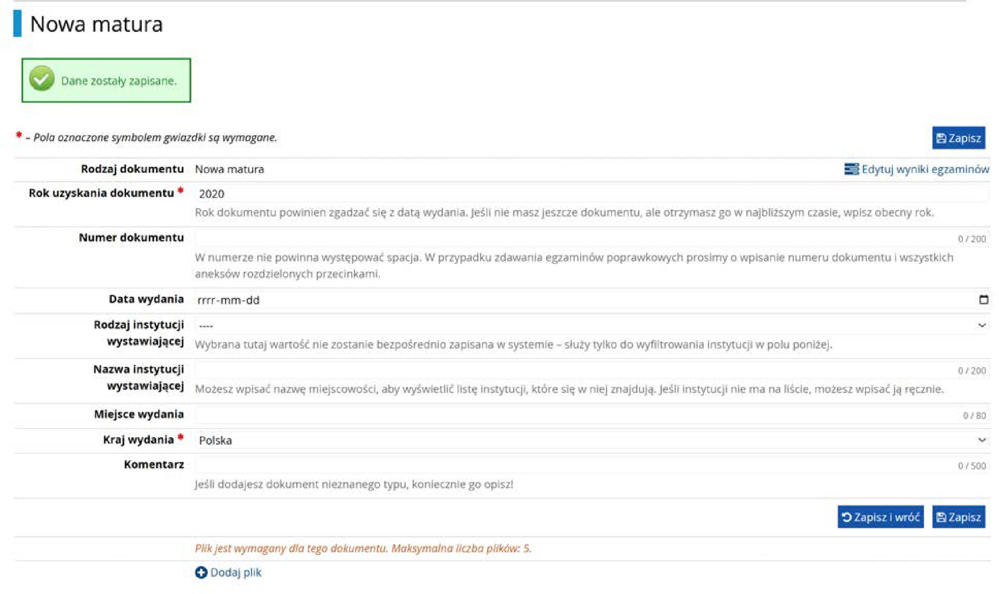 Nowa matura
Dane zostały zapisane.
* – Pola oznaczone symbolem gwiazdki są wymagane.
Zapisz
Rodzaj dokumentu Nowa matura Edytuj wyniki egzaminów
Rok uzyskania dokumentu * 2020
Rok dokumentu powinien zgadzać się z datą wydania. Jeśli nie masz jeszcze dokumentu, ale otrzymasz go w najbliższym czasie, wpisz obecny rok.
Numer dokumentu 0 / 200
W numerze nie powinna występować spacja. W przypadku zdawania egzaminów poprawkowych prosimy o wpisanie numeru dokumentu i wszystkich
aneksów rozdzielonych przecinkami.
Data wydania rrrr-mm-dd
Rodzaj instytucji
wystawiającej
----
Wybrana tutaj wartość nie zostanie bezpośrednio zapisana w systemie – służy tylko do wyfiltrowania instytucji w polu poniżej.
Nazwa instytucji
wystawiającej
0 / 200
Możesz wpisać nazwę miejscowości, aby wyświetlić listę instytucji, które się w niej znajdują. Jeśli instytucji nie ma na liście, możesz wpisać ją ręcznie.
Miejsce wydania 0 / 80
Kraj wydania * Polska
Komentarz 0 / 500
Jeśli dodajesz dokument nieznanego typu, koniecznie go opisz!
Zapisz i wróć Zapisz
Plik jest wymagany dla tego dokumentu. Maksymalna liczba plików: 5.
Dodaj plik